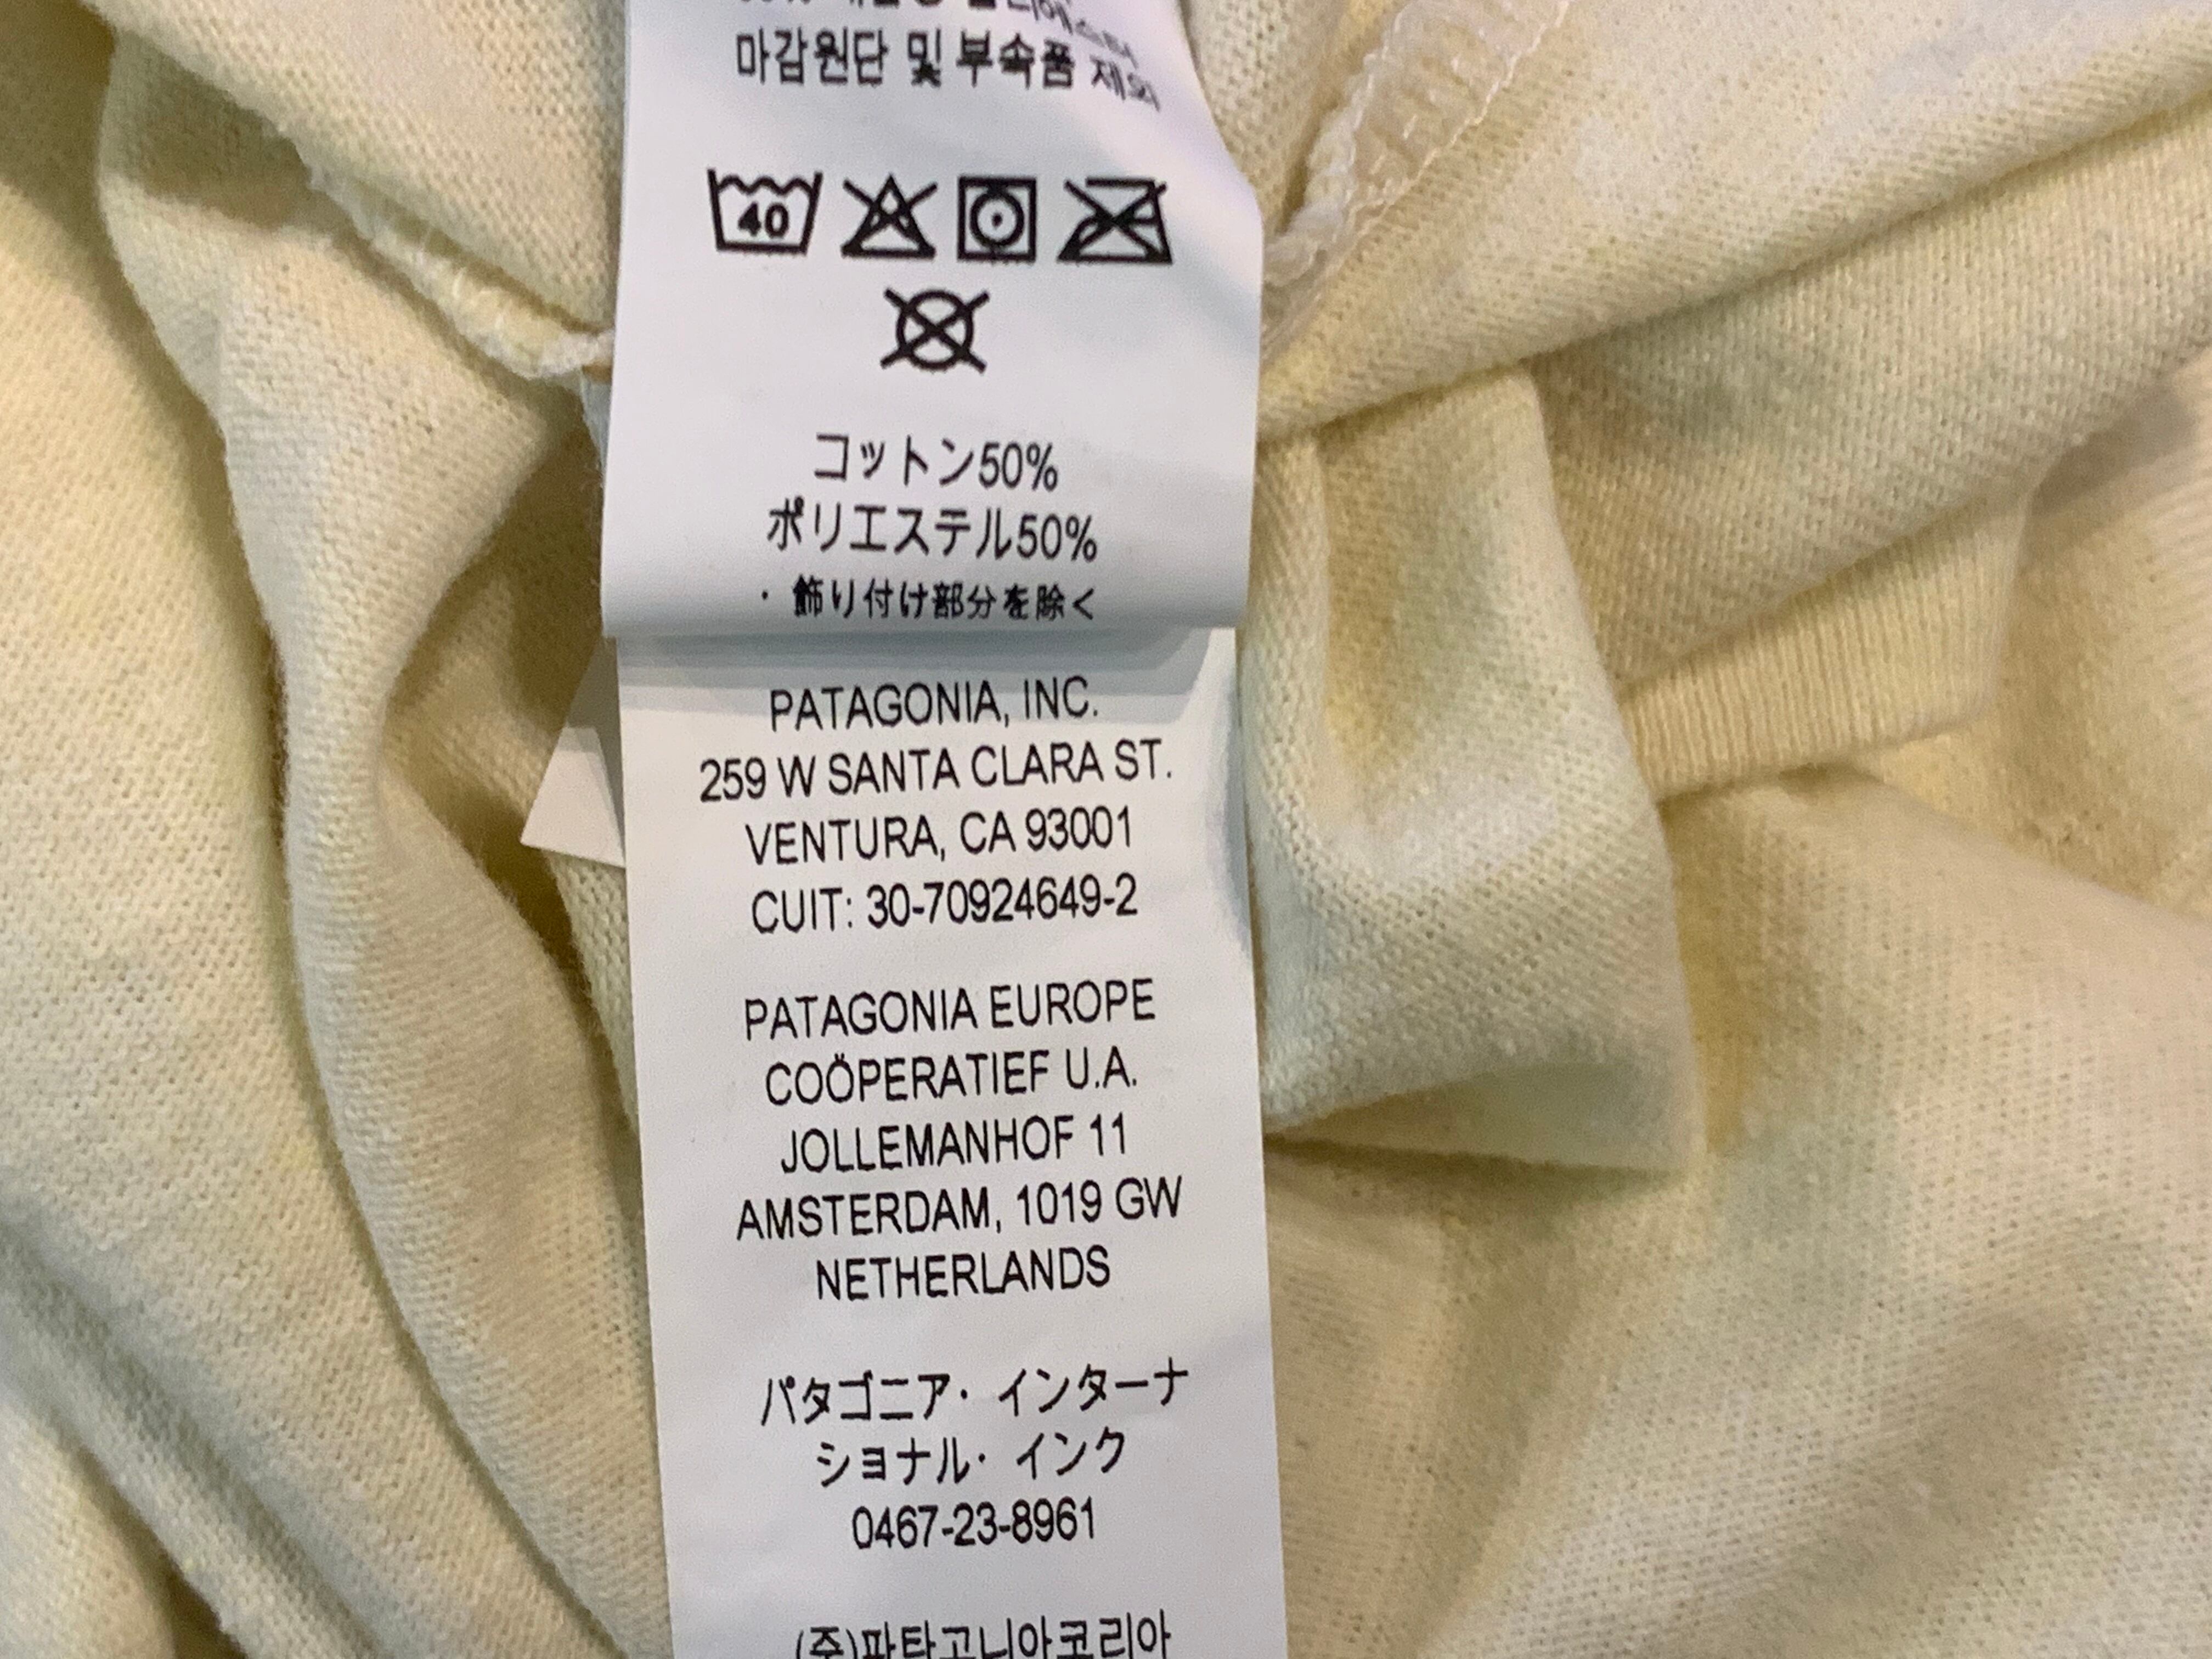 마감원단 및 부속품 제외
40
コットン50%
ポリエステル50%
・飾り付け部分を除く
PATAGONIA, INC.
259 W SANTA CLARA ST.
VENTURA, CA 93001
CUIT: 30-70924649-2
PATAGONIA EUROPE
COÖPERATIEF U.A.
JOLLEMANHOF 11
AMSTERDAM, 1019 GW
NETHERLANDS
パタゴニア・インターナ
ショナル・インク
0467-23-8961
(주)파타고니아코리아